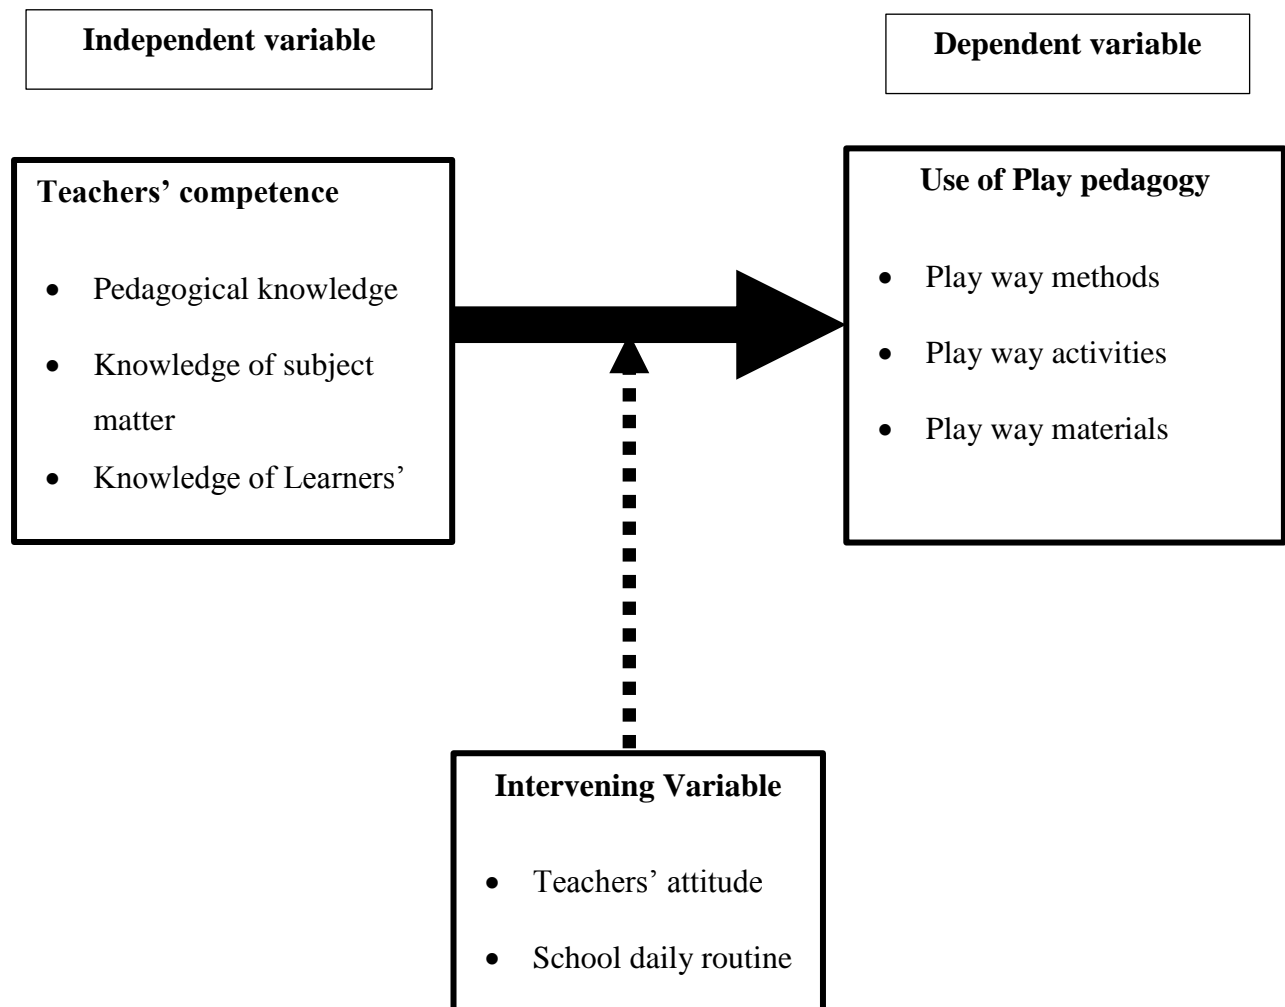 Independent variable
Dependent variable
Teachers’ competence
• Pedagogical knowledge
• Knowledge of subject
matter
• Knowledge of Learners’
Use of Play pedagogy
• Play way methods
• Play way activities
• Play way materials
Intervening Variable
• Teachers’ attitude
• School daily routine